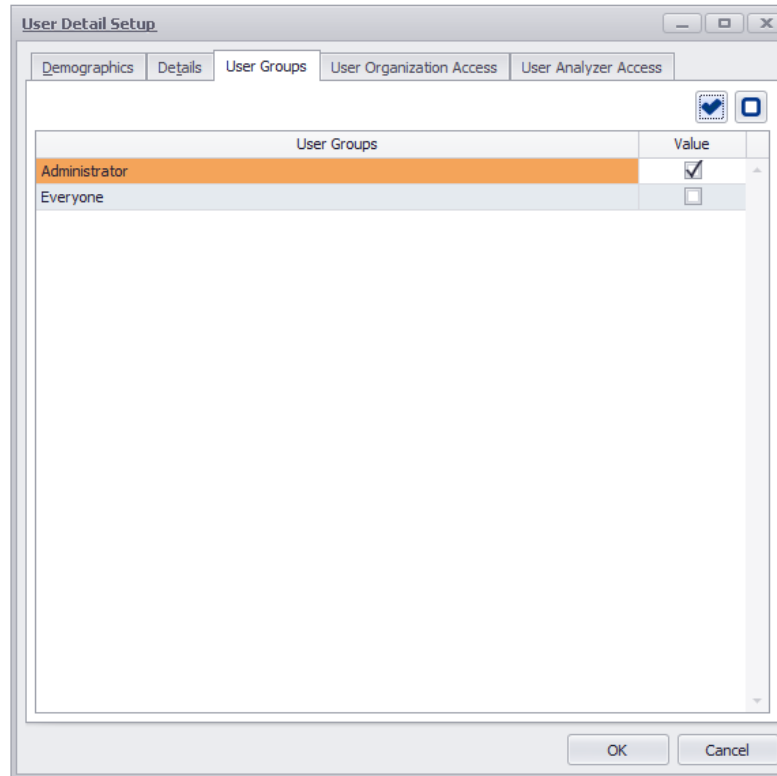 User Detail Setup
Demographics Details User Groups User Organization Access User Analyzer Access
User Groups Value
Administrator
Everyone
OK Cancel